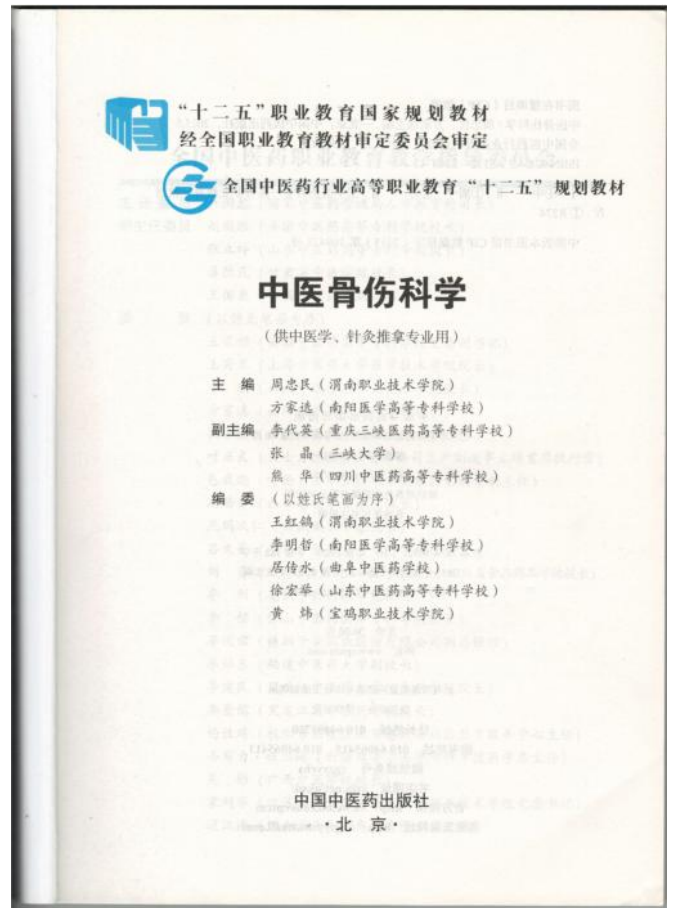 “十二五”职业教育国家规划教材
经全国职业教育教材审定委员会审定
全国中医药行业高等职业教育“十二五”规划教材
中医骨伤科学
（供中医学、针灸推拿专业用）
主 编 周忠民（渭南职业技术学院）
方家选（南阳医学高等专科学校）
副主编 李代英（重庆三峡医药高等专科学校）
张 晶（三峡大学）
熊 华（四川中医药高等专科学校）
编 委 （以姓氏笔画为序）
王红鸽（渭南职业技术学院）
李明哲（南阳医学高等专科学校）
居传水（曲阜中医药学校）
徐宏举（山东中医药高等专科学校）
黄 炜（宝鸡职业技术学院）
中国中医药出版社
·北 京·